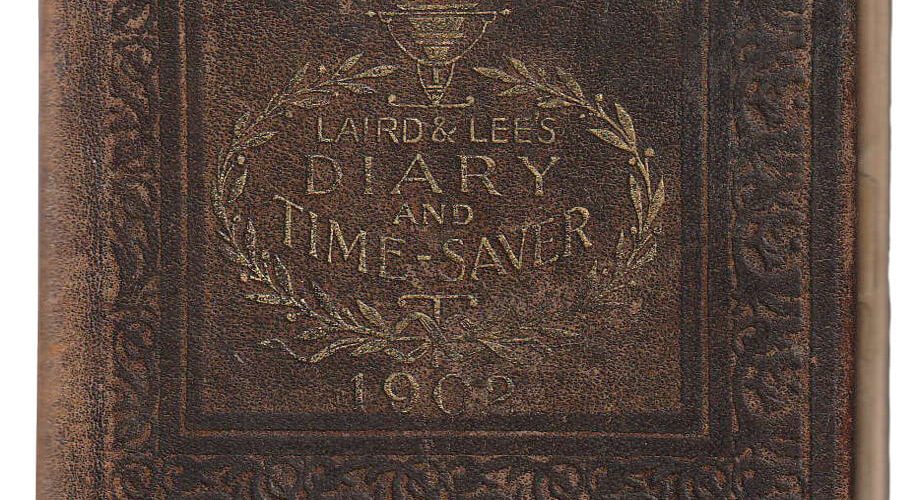 LAIRD & LEE'S
DIARY
AND
TIME-SAVER
1902